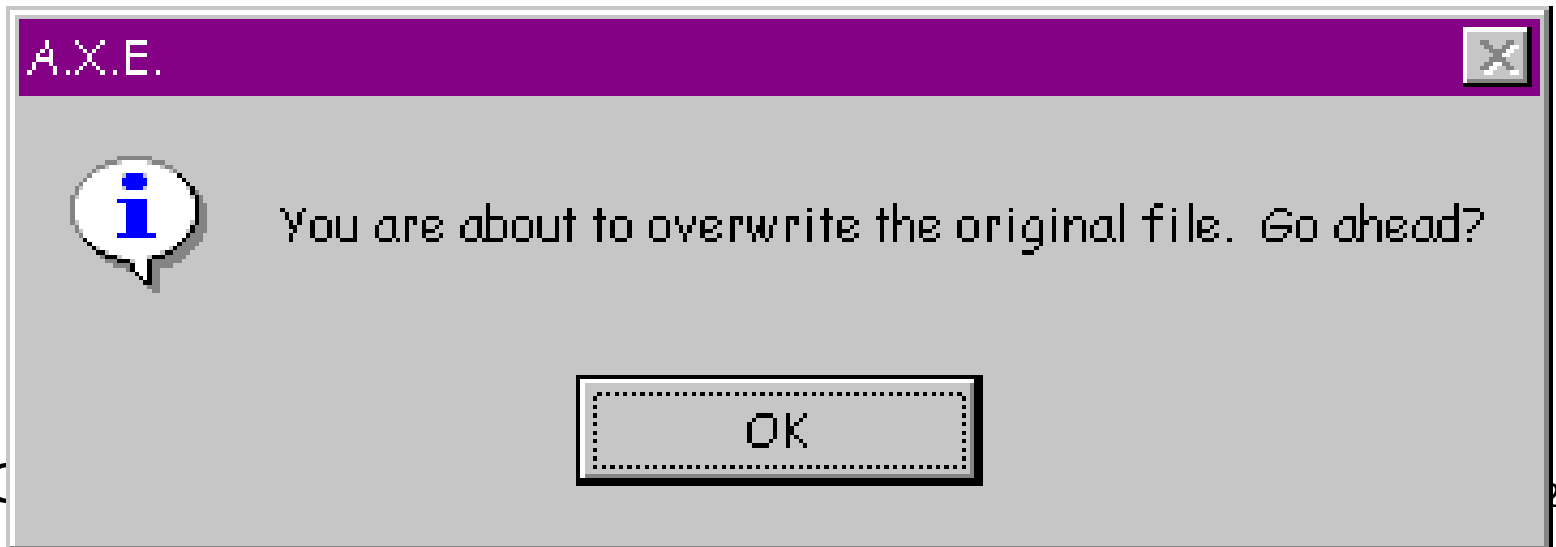 A.X.E.
You are about to overwrite the original file.  Go ahead?
OK